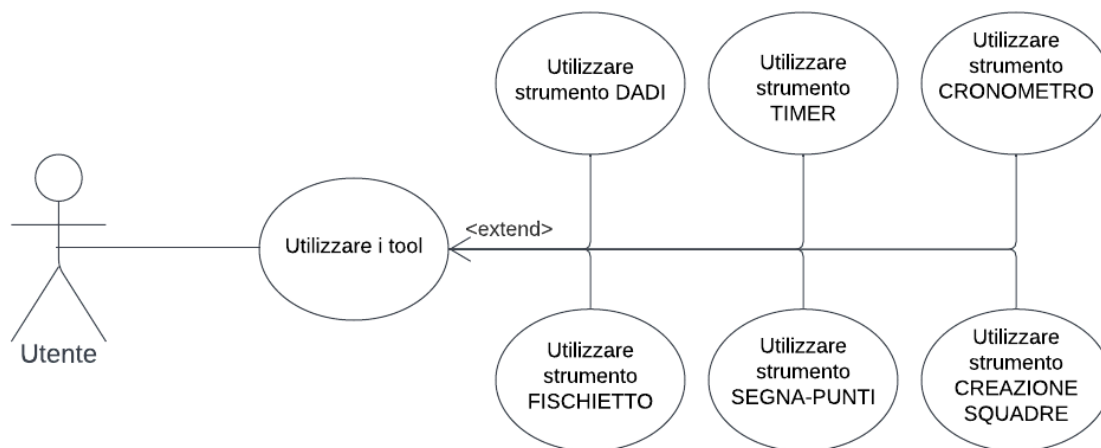 Utilizzare
strumento DADI
Utilizzare
strumento
TIMER
Utilizzare
strumento
CRONOMETRO
<extend>
Utilizzare i tool
Utente
Utilizzare
strumento
FISCHIETTO
Utilizzare
strumento
SEGNA-PUNTI
Utilizzare
strumento
CREAZIONE
SQUADRE